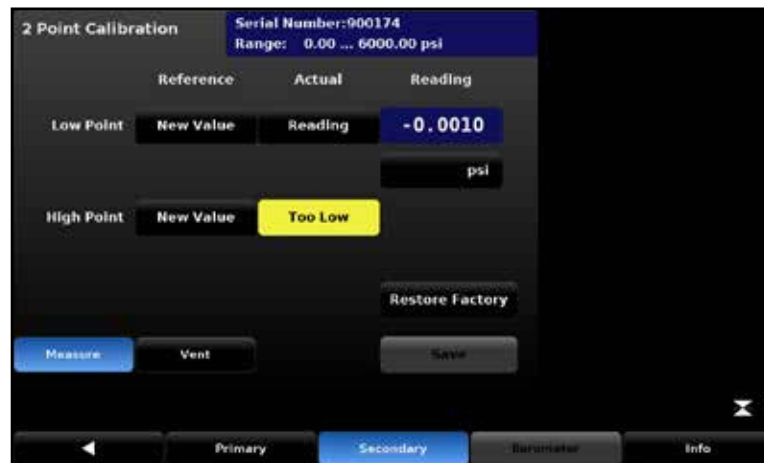 2 Point Calibration
Serial Number:900174
Range: 0.00 ... 6000.00 psi
Reference Actual Reading
Low Point New Value Reading -0.0010
psi
High Point New Value Too Low
Restore Factory
Measure Vent Save
Primary Secondary Barometer Info